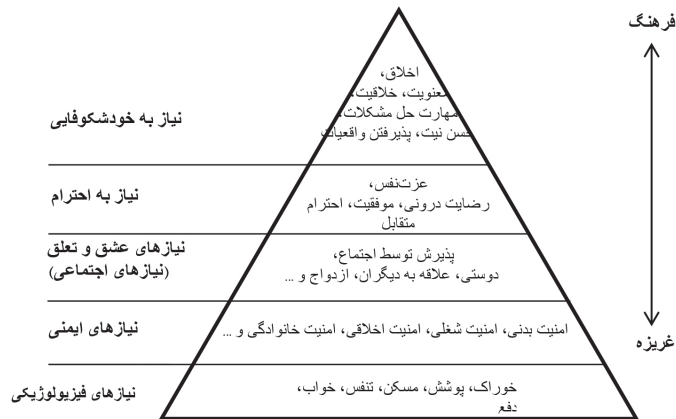 فرهنگ
اخلاق،
معنویت، خلاقیت،
مهارت حل مشکلات،
حسن نیت، پذیرفتن واقعیات
نیاز به خودشکوفایی
عزت‌نفس،
رضایت درونی، موفقیت، احترام
متقابل
نیاز به احترام
نیازهای عشق و تعلق
(نیازهای اجتماعی)
پذیرش توسط اجتماع،
دوستی، علاقه به دیگران، ازدواج و ...
نیازهای ایمنی
امنیت بدنی، امنیت شغلی، امنیت اخلاقی، امنیت خانوادگی و ...
غریزه
نیازهای فیزیولوژیکی
خوراک، پوشش، مسکن، تنفس، خواب،
دفع